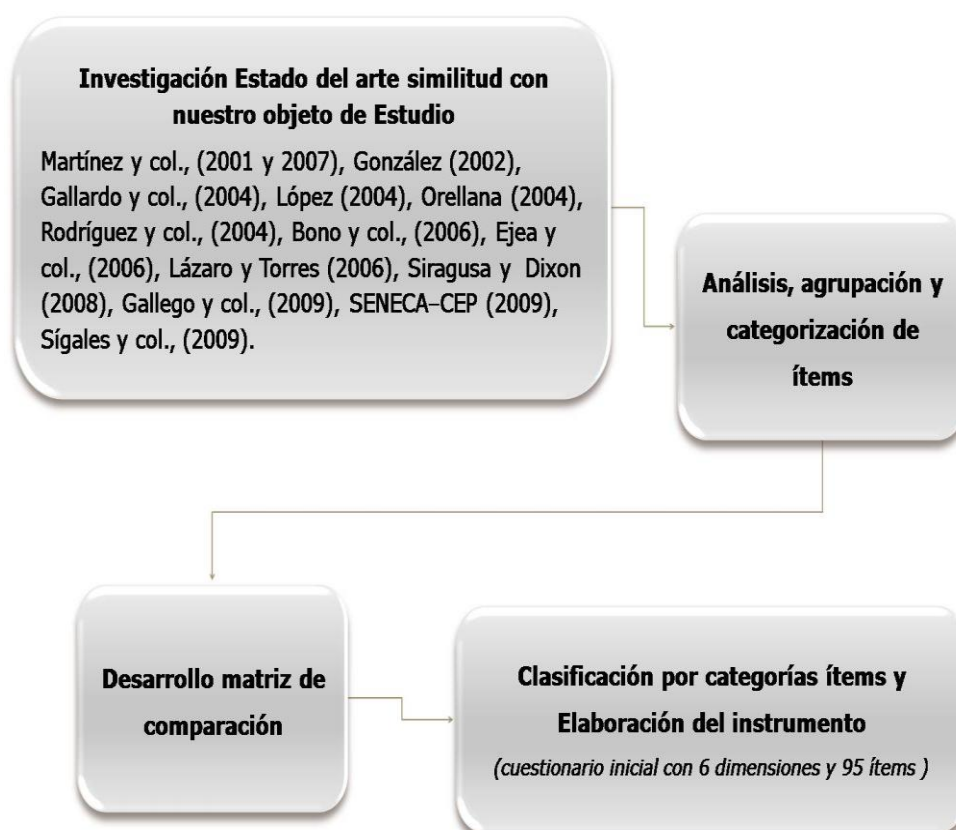 Investigación Estado del arte similitud con
nuestro objeto de Estudio
Martínez y col., (2001 y 2007), González (2002),
Gallardo y col., (2004), López (2004), Orellana (2004),
Rodríguez y col., (2004), Bono y col., (2006), Ejea y
col., (2006), Lázaro y Torres (2006), Siragusa y Dixon
(2008), Gallego y col., (2009), SENECA–CEP (2009),
Sígales y col., (2009).
Análisis, agrupación y
categorización de
ítems
Desarrollo matriz de
comparación
Clasificación por categorías ítems y
Elaboración del instrumento
(cuestionario inicial con 6 dimensiones y 95 ítems )